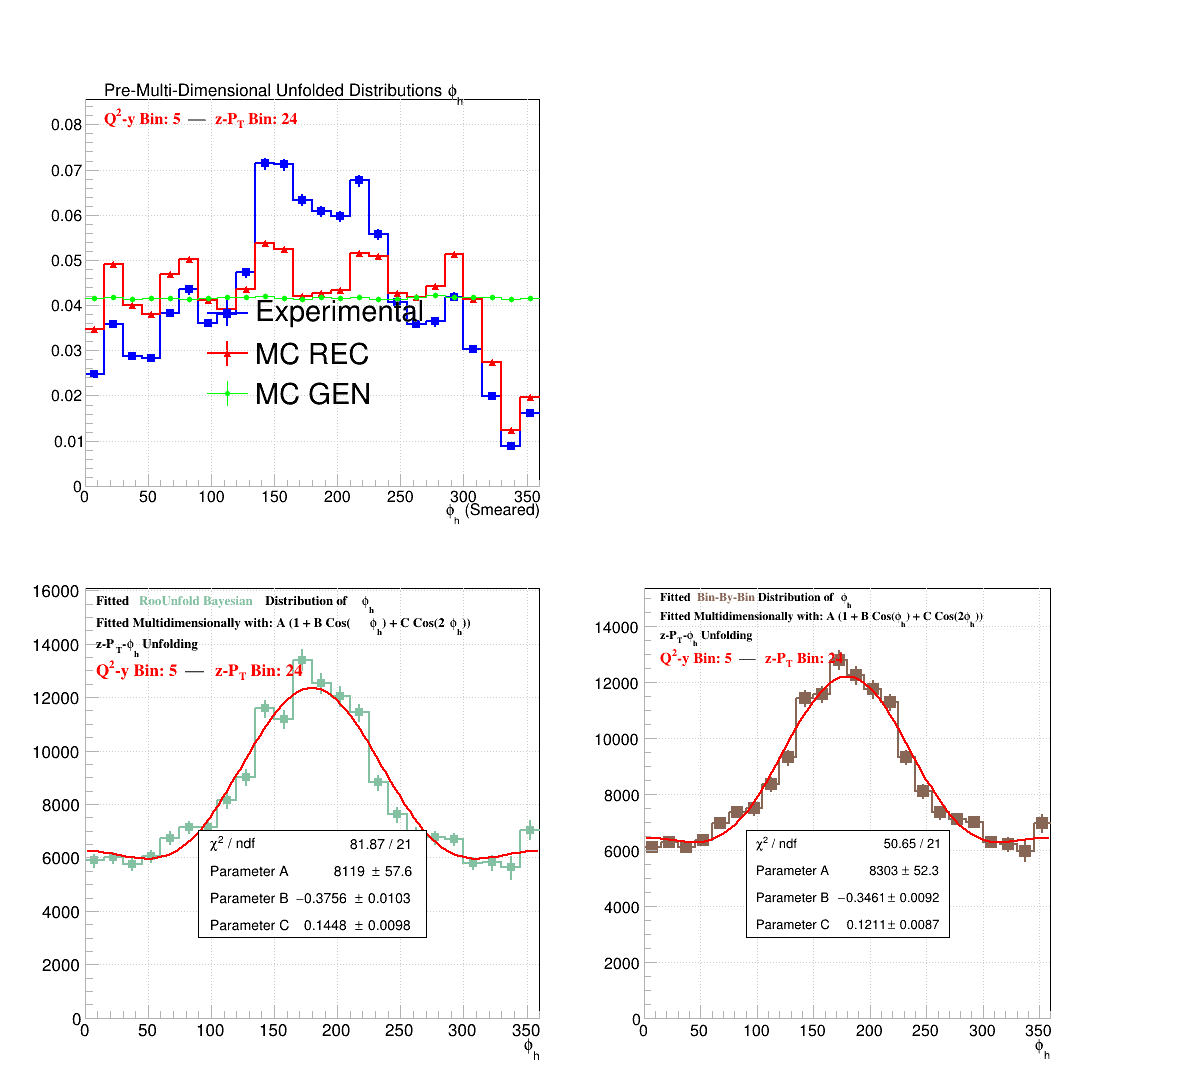 Pre-Multi-Dimensional Unfolded Distributions ϕh
Q2-y Bin: 5 — z-PT Bin: 24
0.08
0.07
0.06
0.05
0.04
0.03
0.02
0.01
0
Experimental
MC REC
MC GEN
0 50 100 150 200 250 300 350
ϕh (Smeared)
Fitted RooUnfold Bayesian Distribution of ϕh
Fitted Multidimensionally with: A (1 + B Cos( ϕh) + C Cos(2 ϕh))
z-PT-ϕh Unfolding
Q2-y Bin: 5 — z-PT Bin: 24
16000
14000
12000
10000
8000
6000
4000
2000
0
χ2 / ndf 81.87 / 21
Parameter A 8119 ± 57.6
Parameter B −0.3756 ± 0.0103
Parameter C 0.1448 ± 0.0098
0 50 100 150 200 250 300 350
ϕh
Fitted Bin-By-Bin Distribution of ϕh
Fitted Multidimensionally with: A (1 + B Cos(ϕh) + C Cos(2ϕh))
z-PT-ϕh Unfolding
Q2-y Bin: 5 — z-PT Bin: 24
14000
12000
10000
8000
6000
4000
2000
0
χ2 / ndf 50.65 / 21
Parameter A 8303 ± 52.3
Parameter B −0.3461 ± 0.0092
Parameter C 0.1211 ± 0.0087
0 50 100 150 200 250 300 350
ϕh